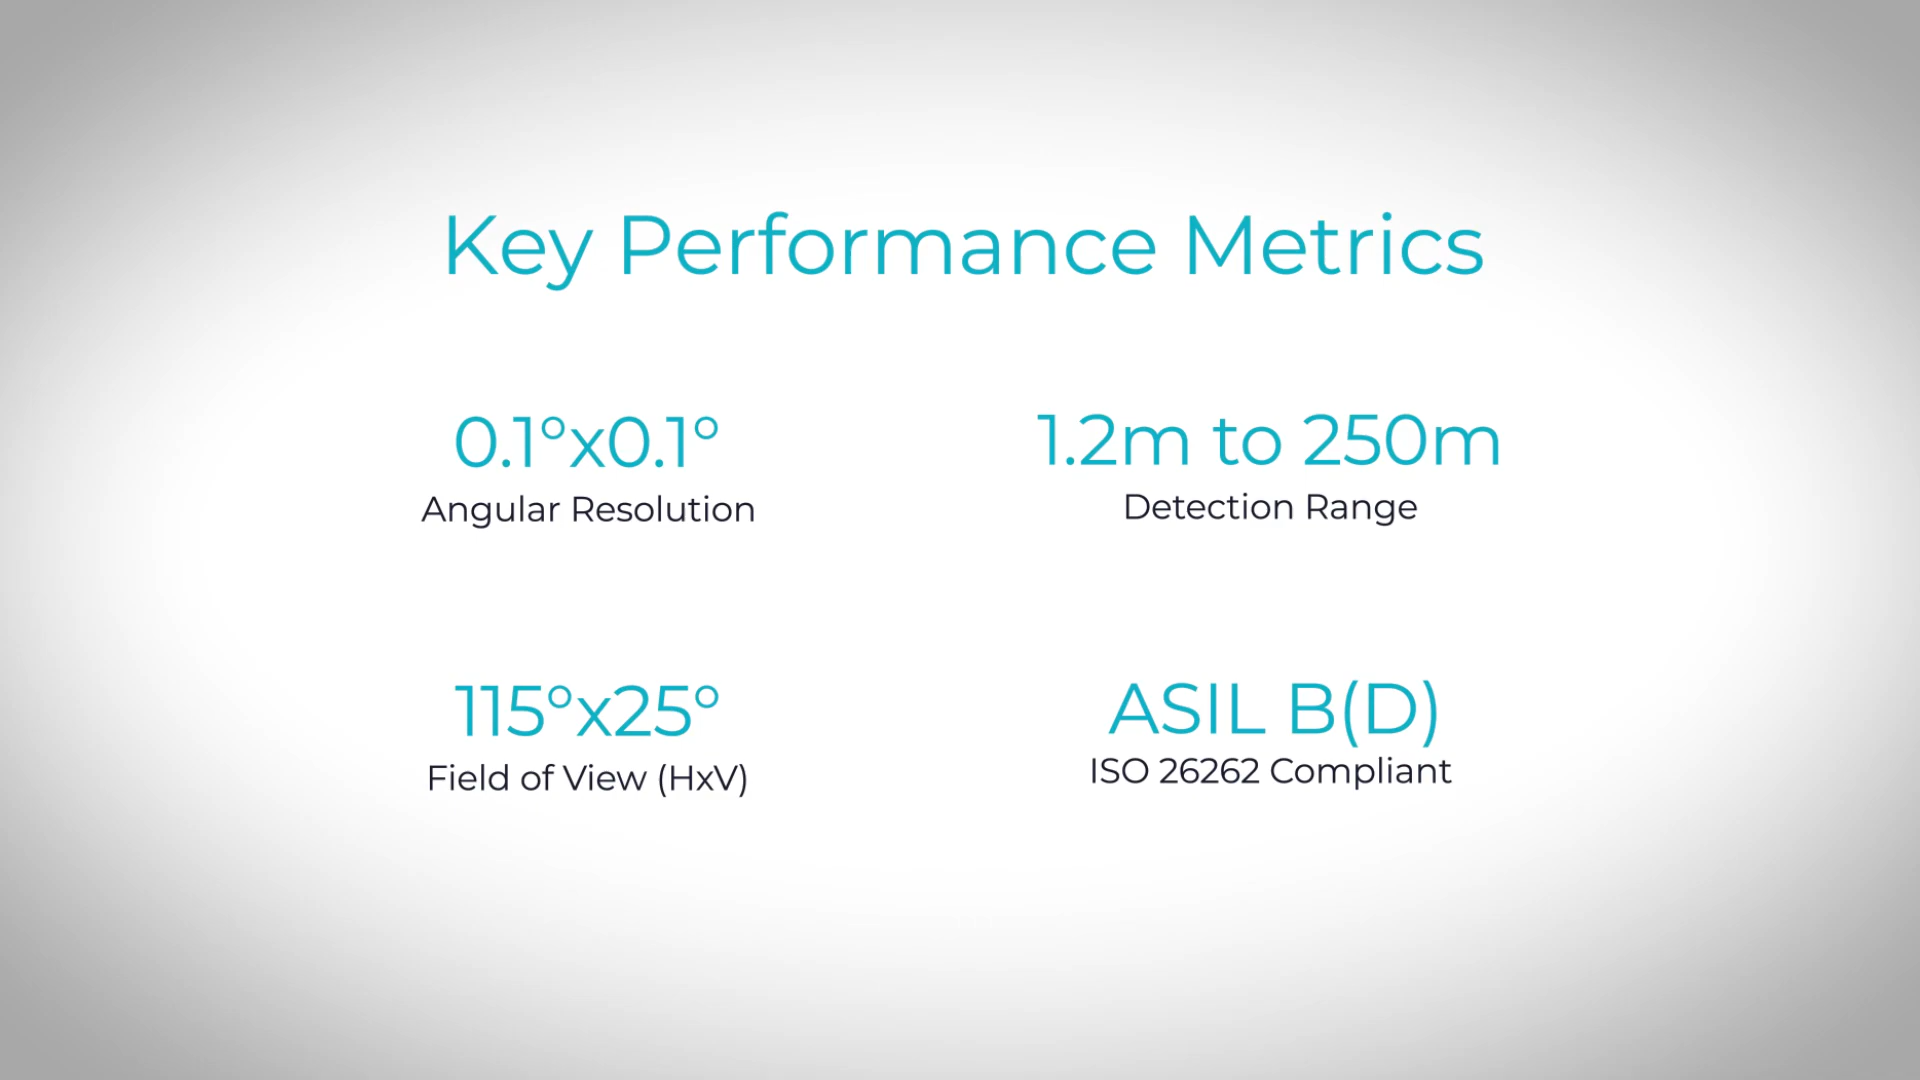 Key Performance Metrics
0.1°x0.1°
Angular Resolution
1.2m to 250m
Detection Range
115°x25°
Field of View (HxV)
ASIL B(D)
ISO 26262 Compliant